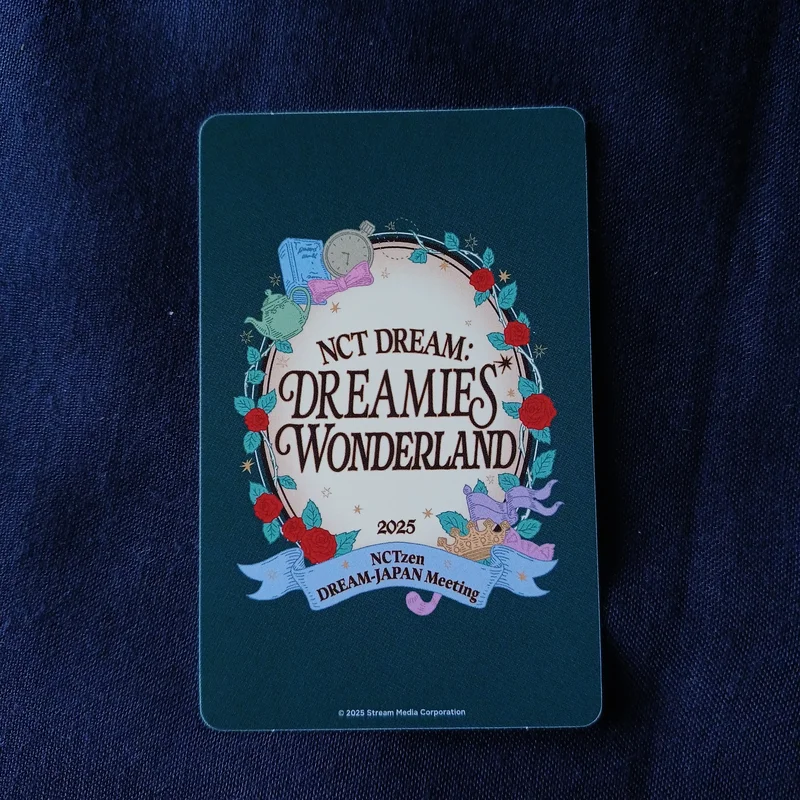 NCT DREAM:
DREAMIES
WONDERLAND
2025
NCTzen
DREAM-JAPAN Meeting
© 2025 Stream Media Corporation